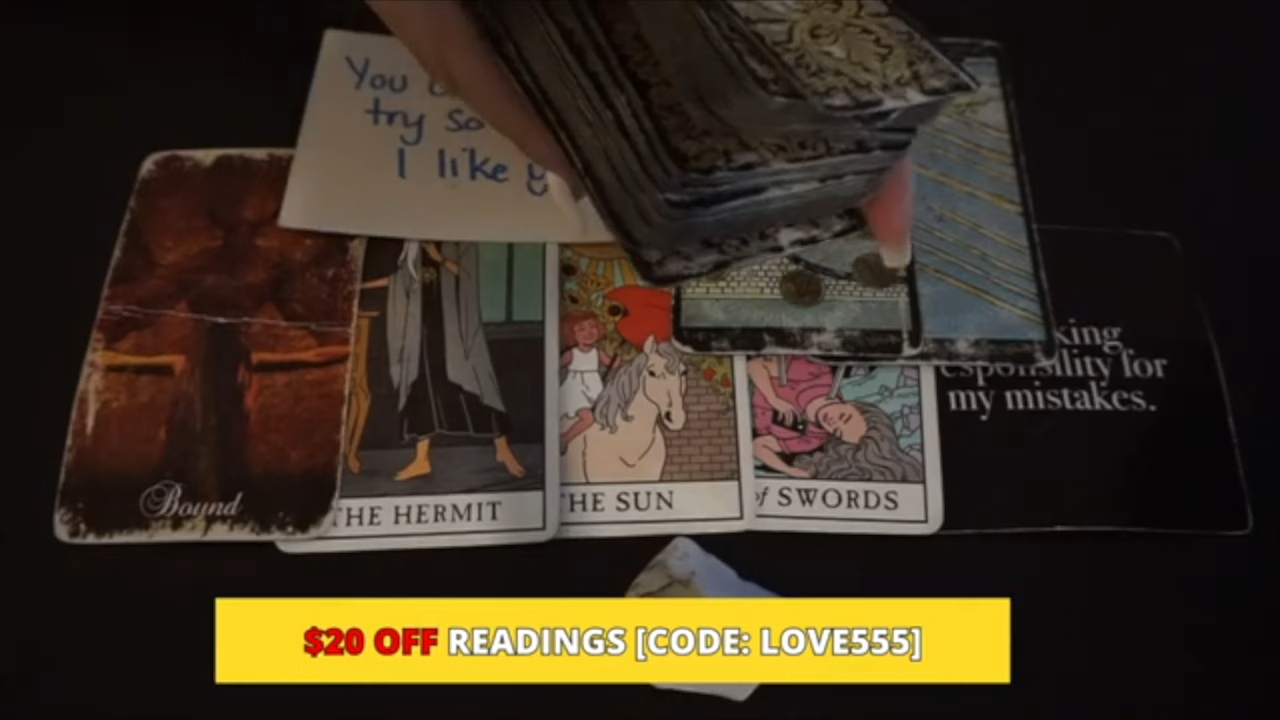 You
try so
I like
king
esponsibility for
my mistakes.
Bound
THE HERMIT
THE SUN
of SWORDS
$20 OFF READINGS [CODE: LOVE555]